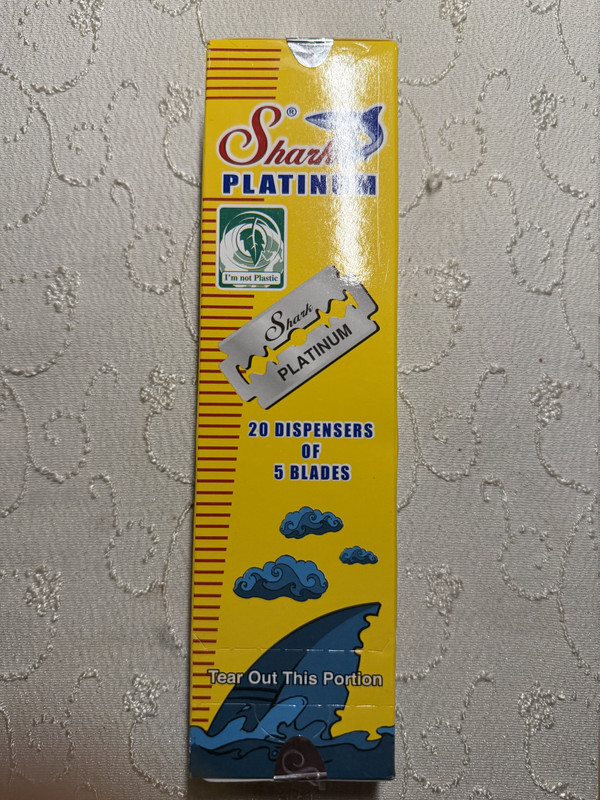 Shark®
PLATINUM
I'm not Plastic
Shark
PLATINUM
20 DISPENSERS
OF
5 BLADES
Tear Out This Portion